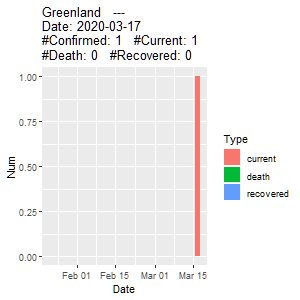 Greenland   ---
Date: 2020-03-17
#Confirmed: 1   #Current: 1
#Death: 0   #Recovered: 0
1.00
0.75
0.50
0.25
0.00
Num
Feb 01
Feb 15
Mar 01
Mar 15
Date
Type
current
death
recovered